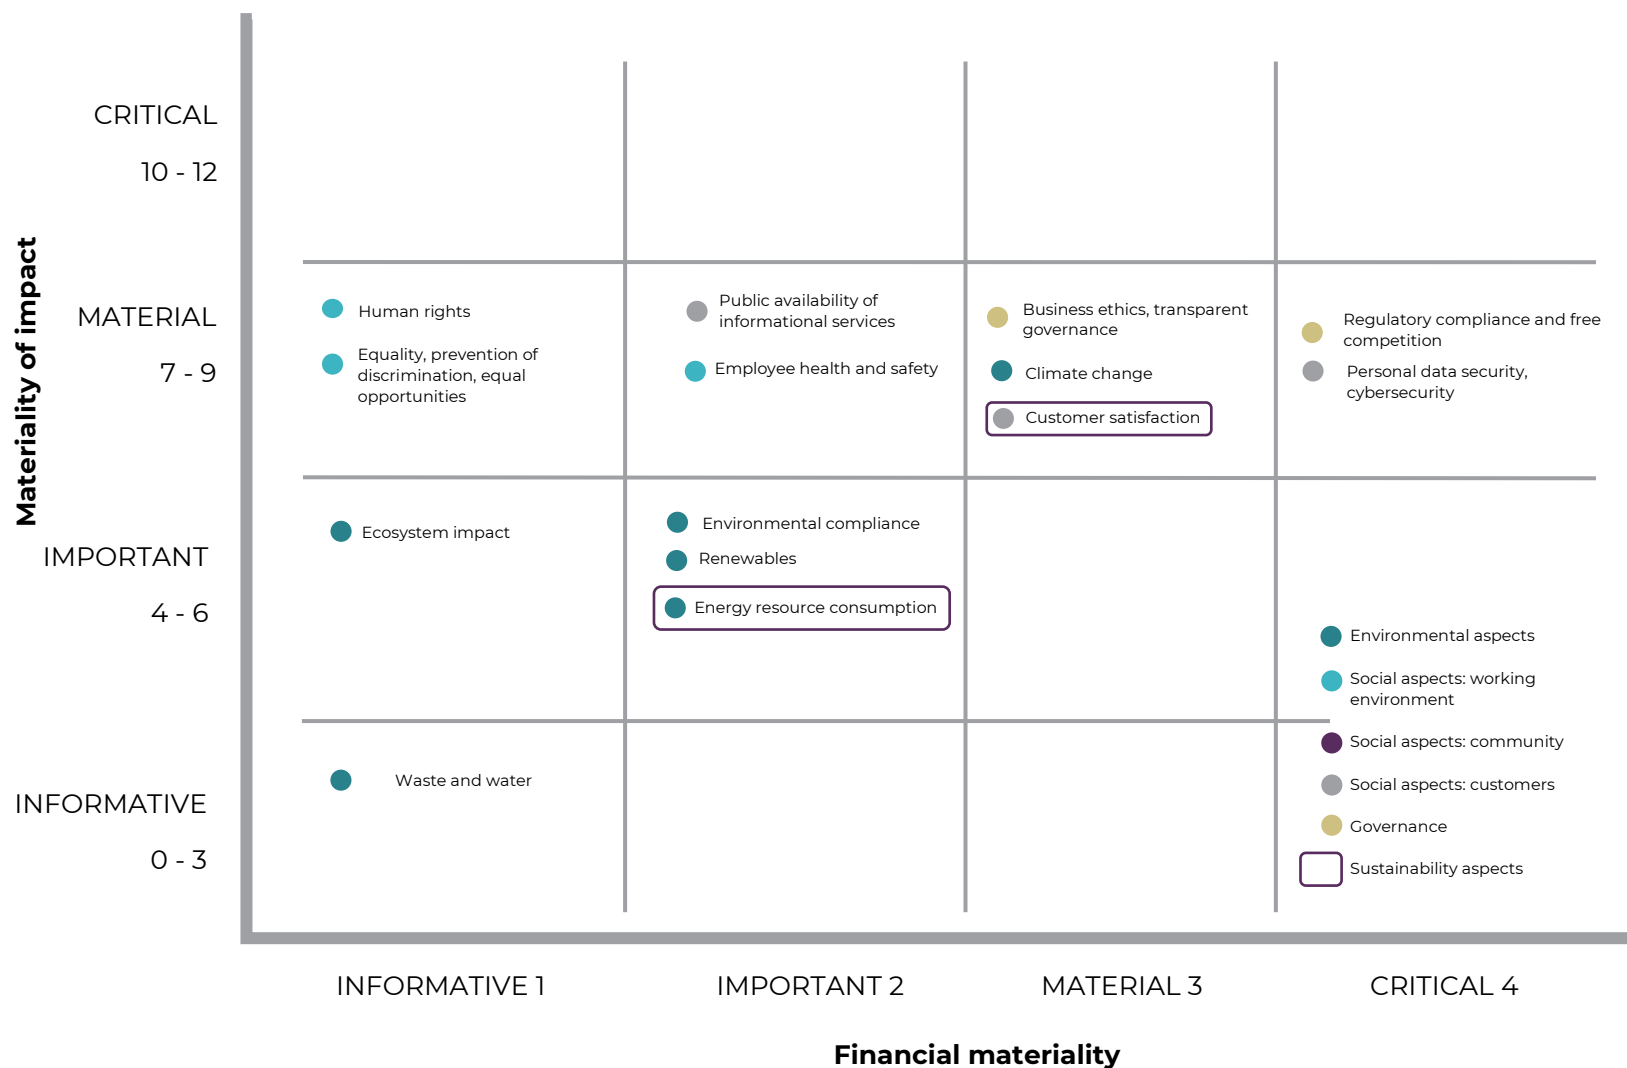 Materiality of impact
CRITICAL
10 - 12
MATERIAL
7 - 9
Human rights
Equality, prevention of
discrimination, equal
opportunities
Public availability of
informational services
Employee health and safety
Business ethics, transparent
governance
Climate change
Customer satisfaction
Regulatory compliance and free
competition
Personal data security,
cybersecurity
IMPORTANT
4 - 6
Ecosystem impact
Environmental compliance
Renewables
Energy resource consumption
INFORMATIVE
0 - 3
Waste and water
Environmental aspects
Social aspects: working
environment
Social aspects: community
Social aspects: customers
Governance
Sustainability aspects
INFORMATIVE 1
IMPORTANT 2
MATERIAL 3
CRITICAL 4
Financial materiality